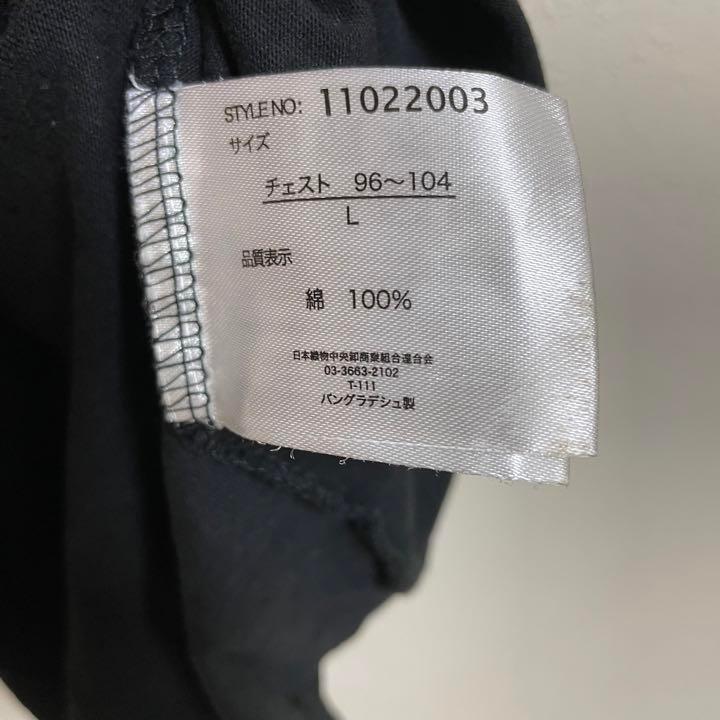 STYLE NO: 11022003
サイズ
チェスト 96〜104
L
品質表示
綿 100%
日本織物中央卸商業組合連合会
03-3663-2102
T-111
バングラデシュ製